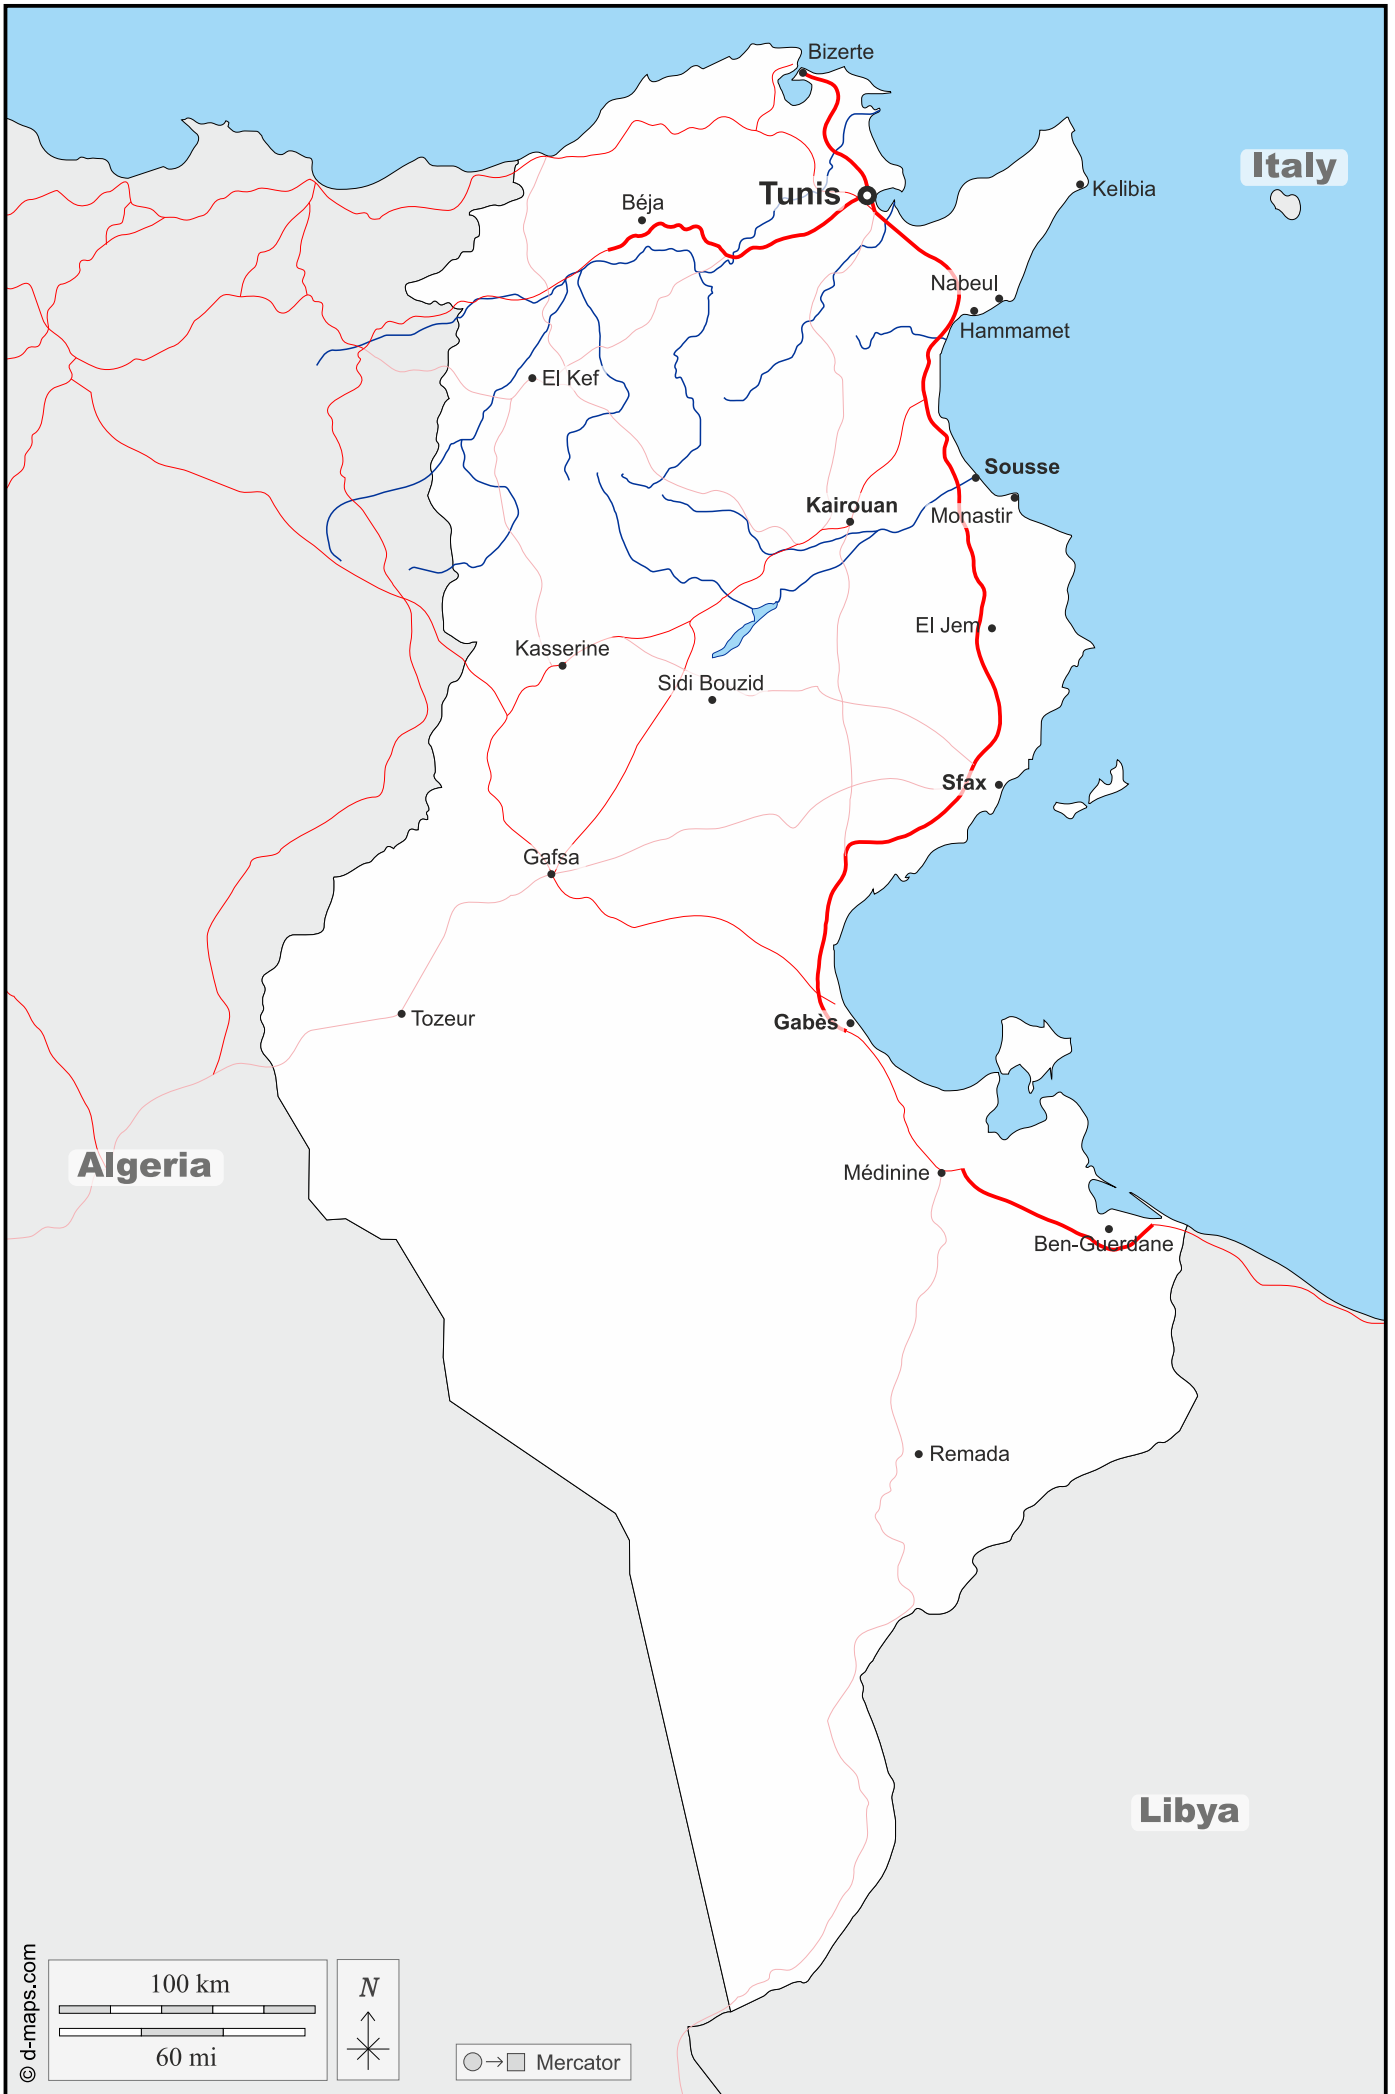 Bizerte
Italy
Tunis
Kelibia
Béja
Nabeul
Hammamet
El Kef
Sousse
Kairouan
Monastir
El Jem
Kasserine
Sidi Bouzid
Sfax
Gafsa
Tozeur
Gabès
Algeria
Médinine
Ben-Guerdane
Remada
Libya
© d-maps.com
100 km
60 mi
N
Mercator